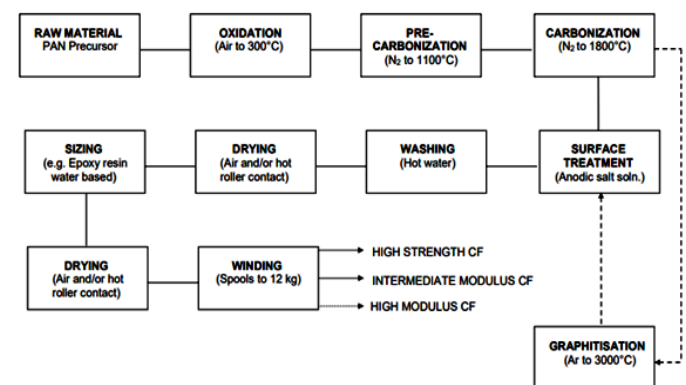 RAW MATERIAL
PAN Precursor
OXIDATION
(Air to 300°C)
PRE-
CARBONIZATION
(N₂ to 1100°C)
CARBONIZATION
(N₂ to 1800°C)
SIZING
(e.g. Epoxy resin
water based)
DRYING
(Air and/or hot
roller contact)
WASHING
(Hot water)
SURFACE
TREATMENT
(Anodic salt soln.)
DRYING
(Air and/or hot
roller contact)
WINDING
(Spools to 12 kg)
HIGH STRENGTH CF
INTERMEDIATE MODULUS CF
HIGH MODULUS CF
GRAPHITISATION
(Ar to 3000°C)